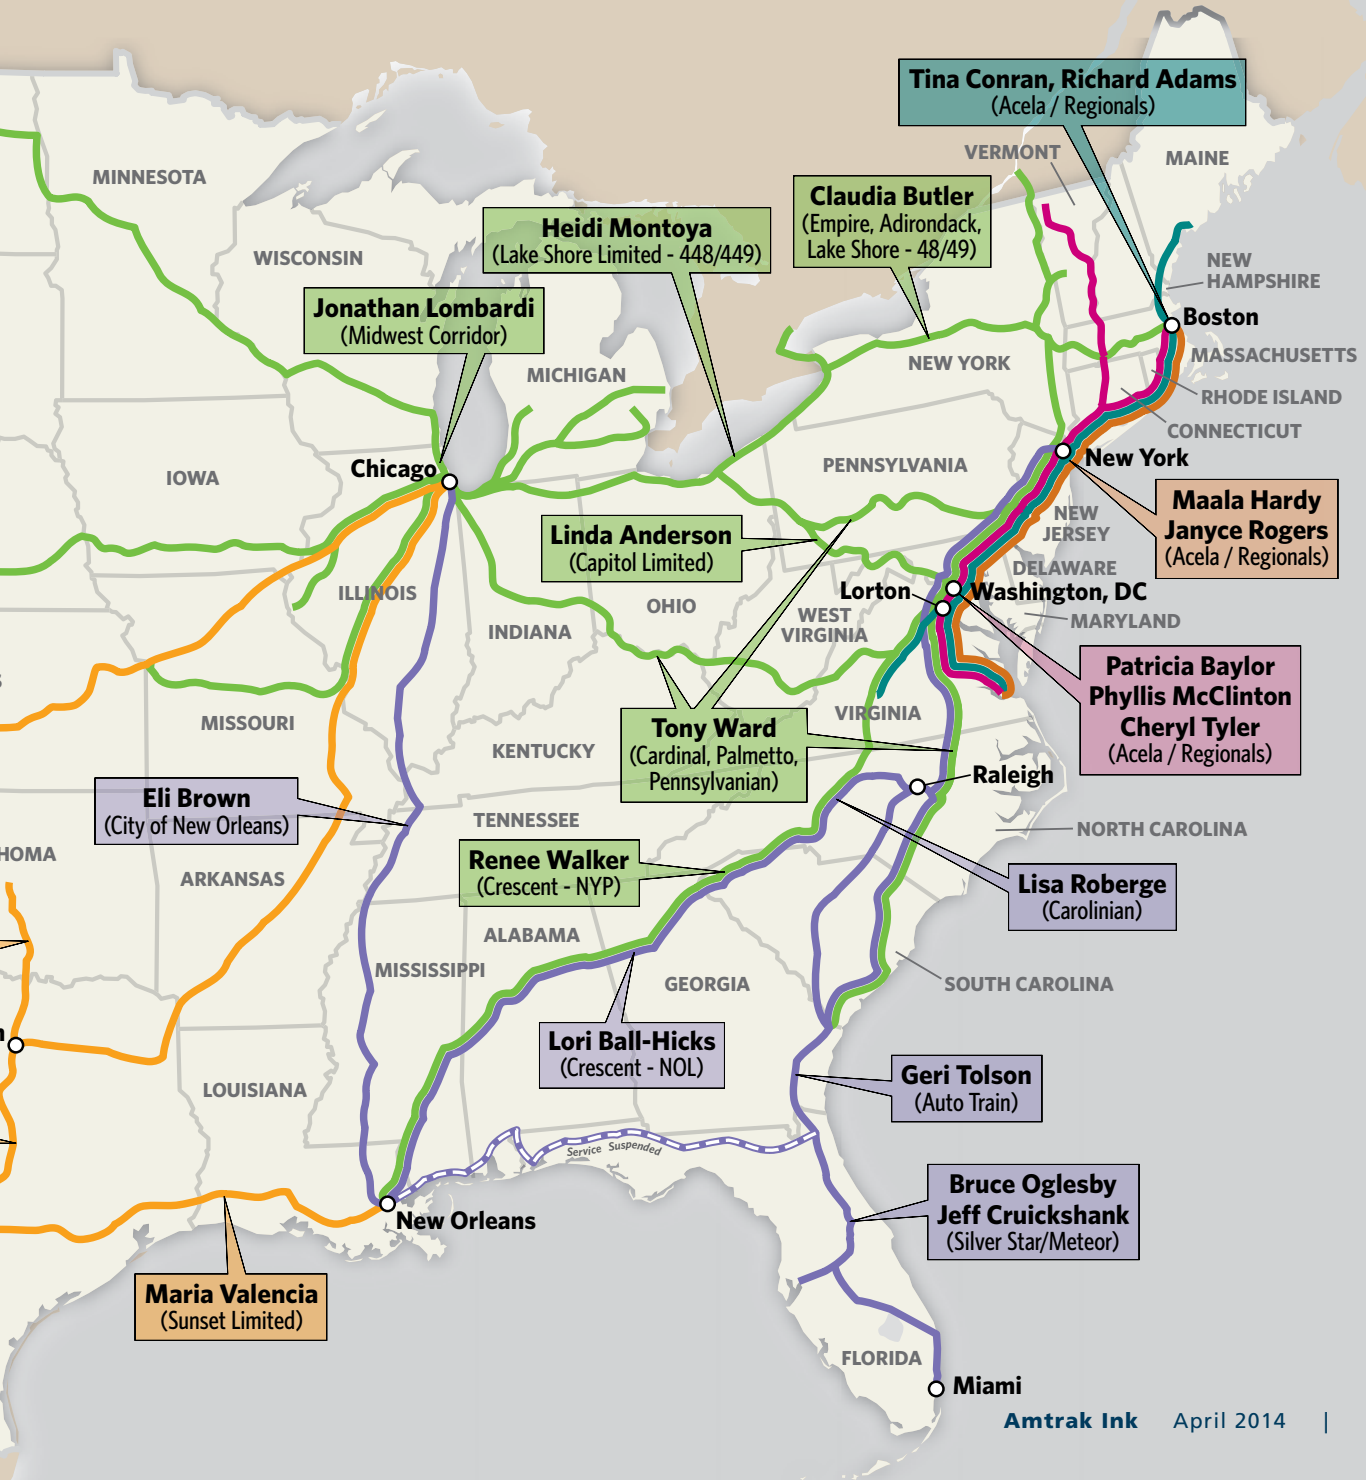 Tina Conran, Richard Adams
(Acela / Regionals)
VERMONT
MAINE
MINNESOTA
Claudia Butler
(Empire, Adirondack,
Lake Shore - 48/49)
Heidi Montoya
(Lake Shore Limited - 448/449)
WISCONSIN
NEW
HAMPSHIRE
Jonathan Lombardi
(Midwest Corridor)
Boston
MICHIGAN
NEW YORK
MASSACHUSETTS
RHODE ISLAND
CONNECTICUT
Chicago
IOWA
PENNSYLVANIA
New York
Maala Hardy
Janyce Rogers
(Acela / Regionals)
NEW
JERSEY
Linda Anderson
(Capitol Limited)
DELAWARE
Lorton
Washington, DC
ILLINOIS
OHIO
WEST
VIRGINIA
MARYLAND
INDIANA
Patricia Baylor
Phyllis McClinton
Cheryl Tyler
(Acela / Regionals)
MISSOURI
VIRGINIA
Tony Ward
(Cardinal, Palmetto,
Pennsylvanian)
KENTUCKY
Raleigh
Eli Brown
(City of New Orleans)
TENNESSEE
NORTH CAROLINA
HOMA
Renee Walker
(Crescent - NYP)
ARKANSAS
Lisa Roberge
(Carolinian)
ALABAMA
MISSISSIPPI
GEORGIA
SOUTH CAROLINA
Lori Ball-Hicks
(Crescent - NOL)
LOUISIANA
Geri Tolson
(Auto Train)
Service Suspended
Bruce Oglesby
Jeff Cruickshank
(Silver Star/Meteor)
New Orleans
Maria Valencia
(Sunset Limited)
FLORIDA
Miami
Amtrak Ink April 2014 |